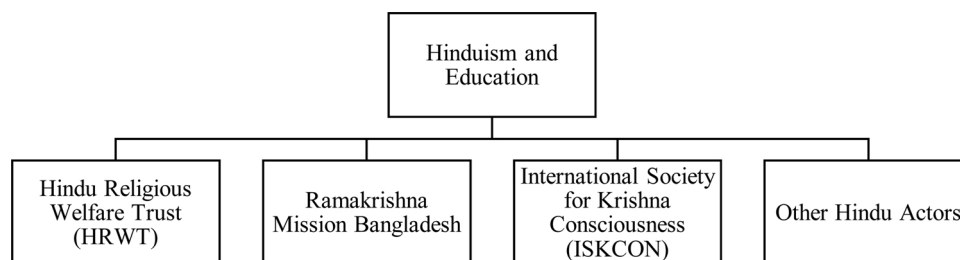 Hinduism and
Education
Hindu Religious
Welfare Trust
(HRWT)
Ramakrishna
Mission Bangladesh
International Society
for Krishna
Consciousness
(ISKCON)
Other Hindu Actors